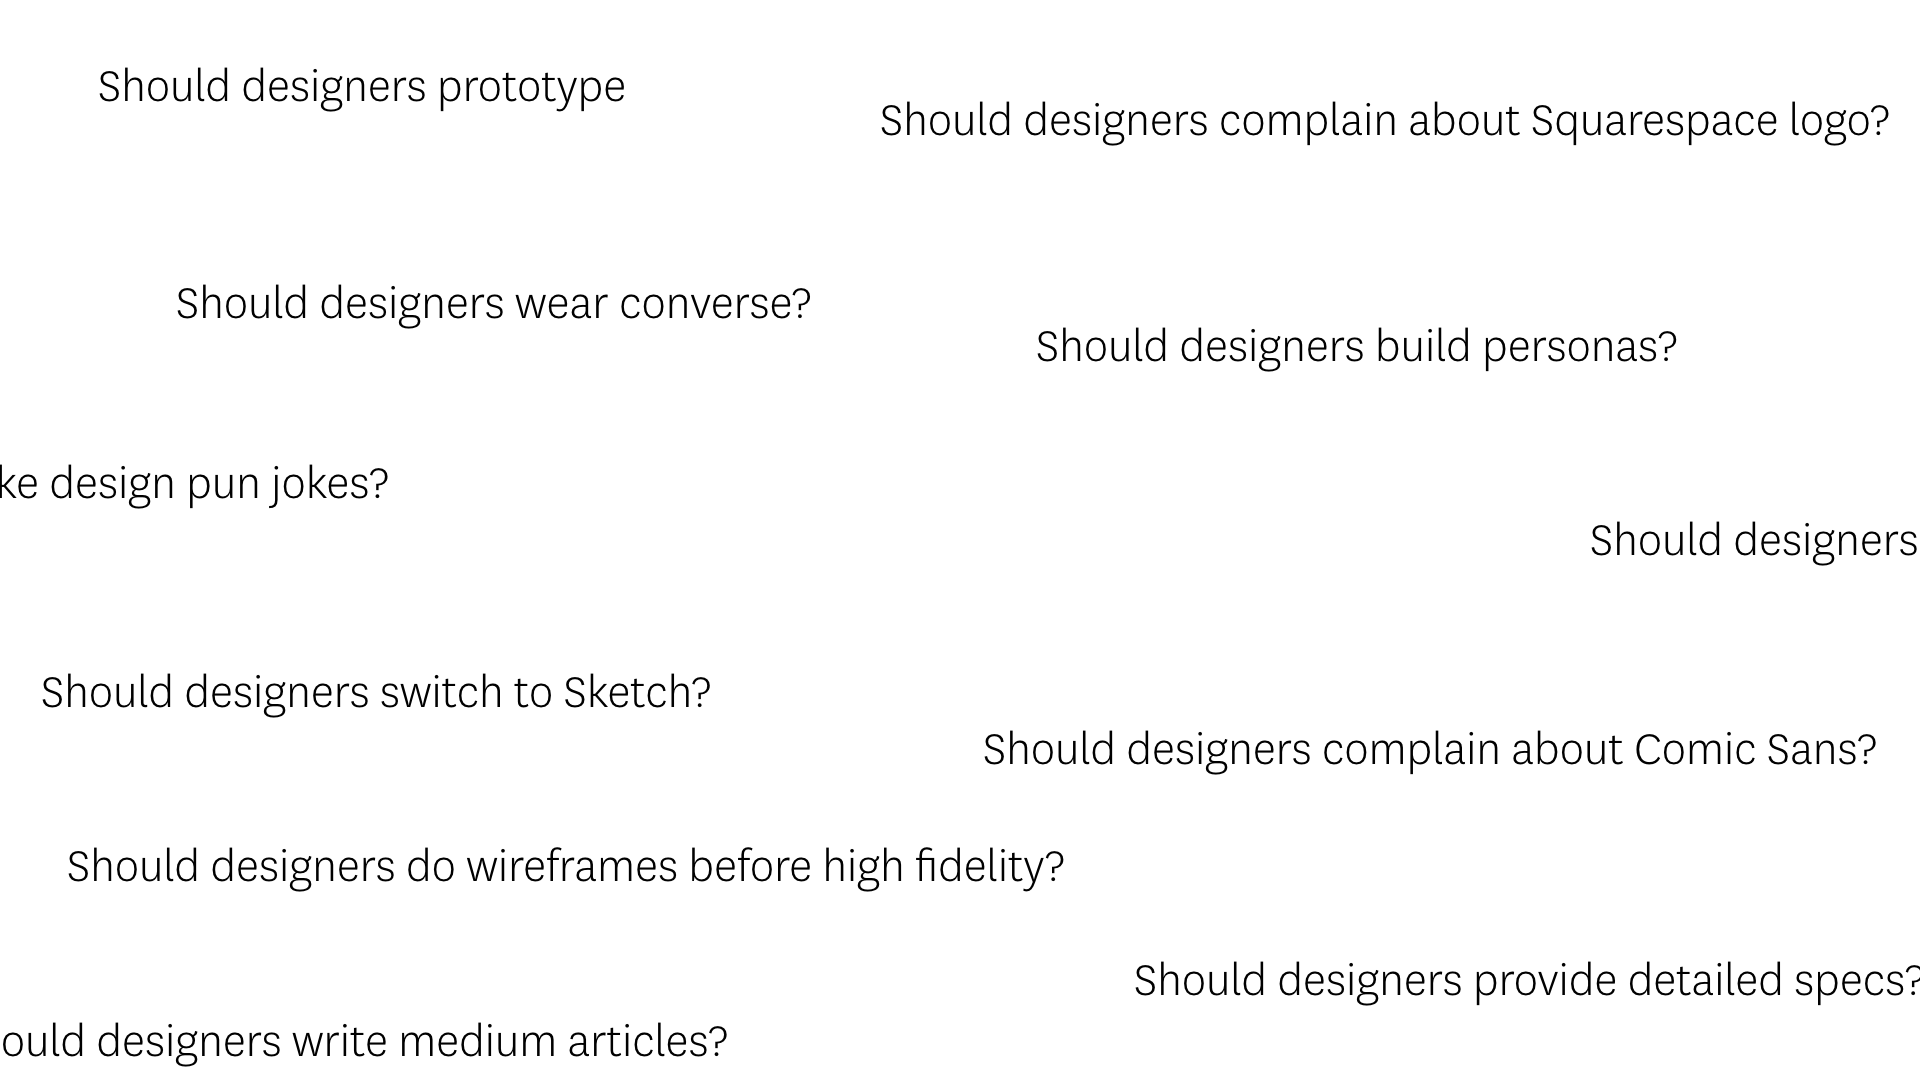 Should designers prototype
Should designers complain about Squarespace logo?
Should designers wear converse?
Should designers build personas?
ke design pun jokes?
Should designers
Should designers switch to Sketch?
Should designers complain about Comic Sans?
Should designers do wireframes before high fidelity?
Should designers provide detailed specs?
ould designers write medium articles?